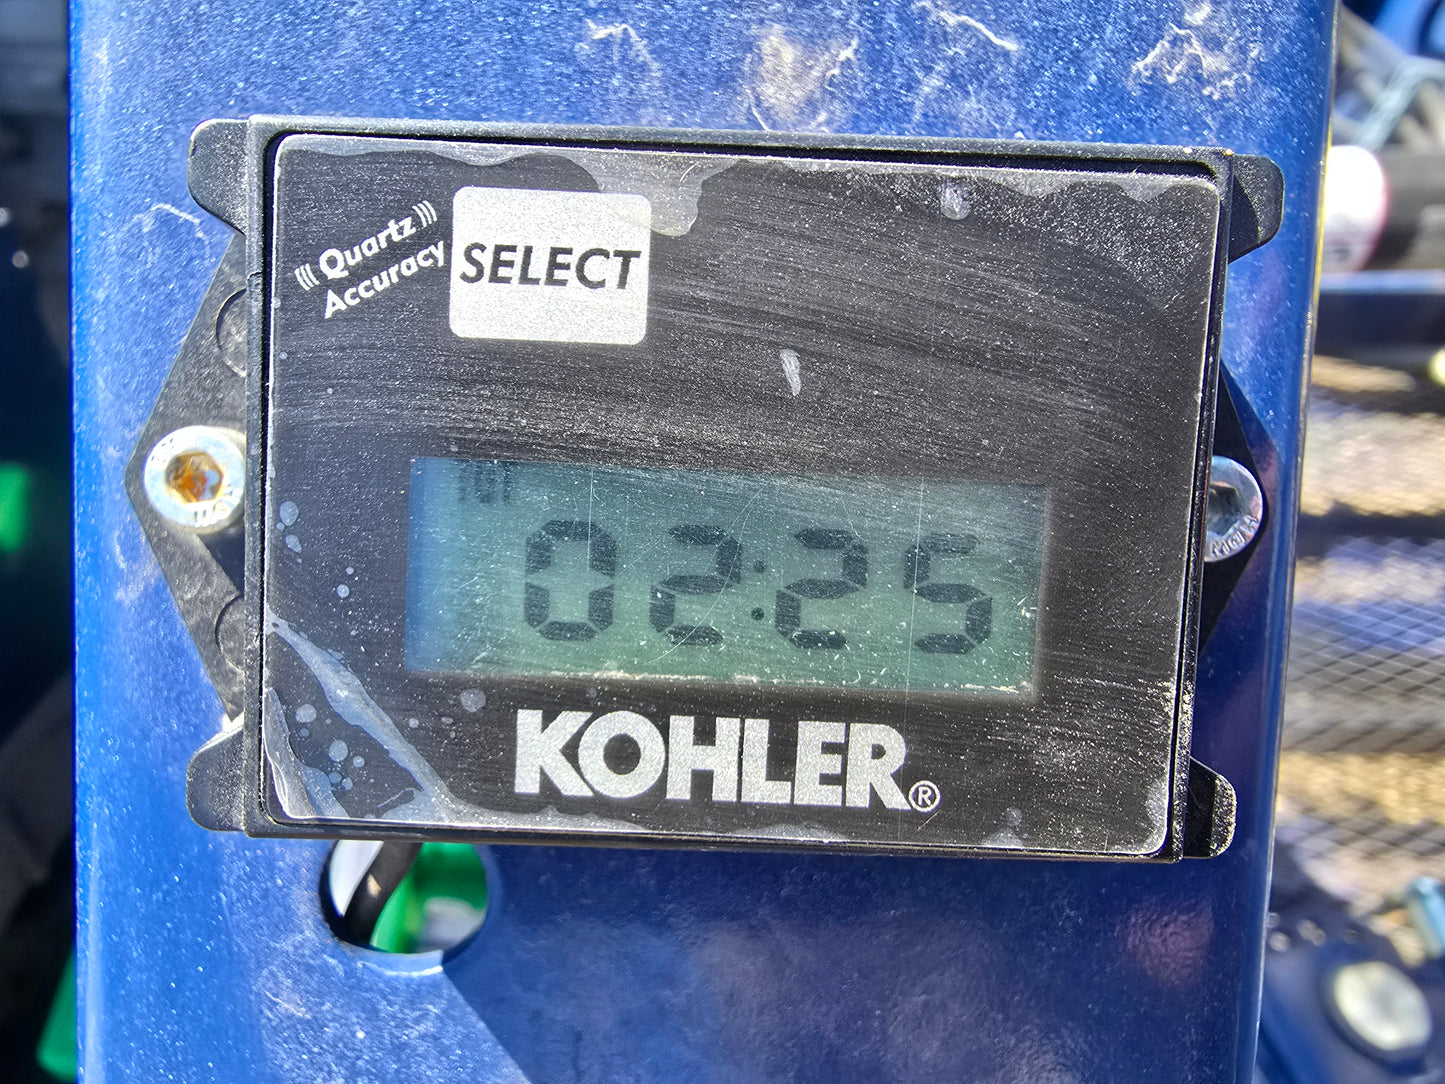 Quartz
Accuracy
SELECT
TOT
02:25
KOHLER®